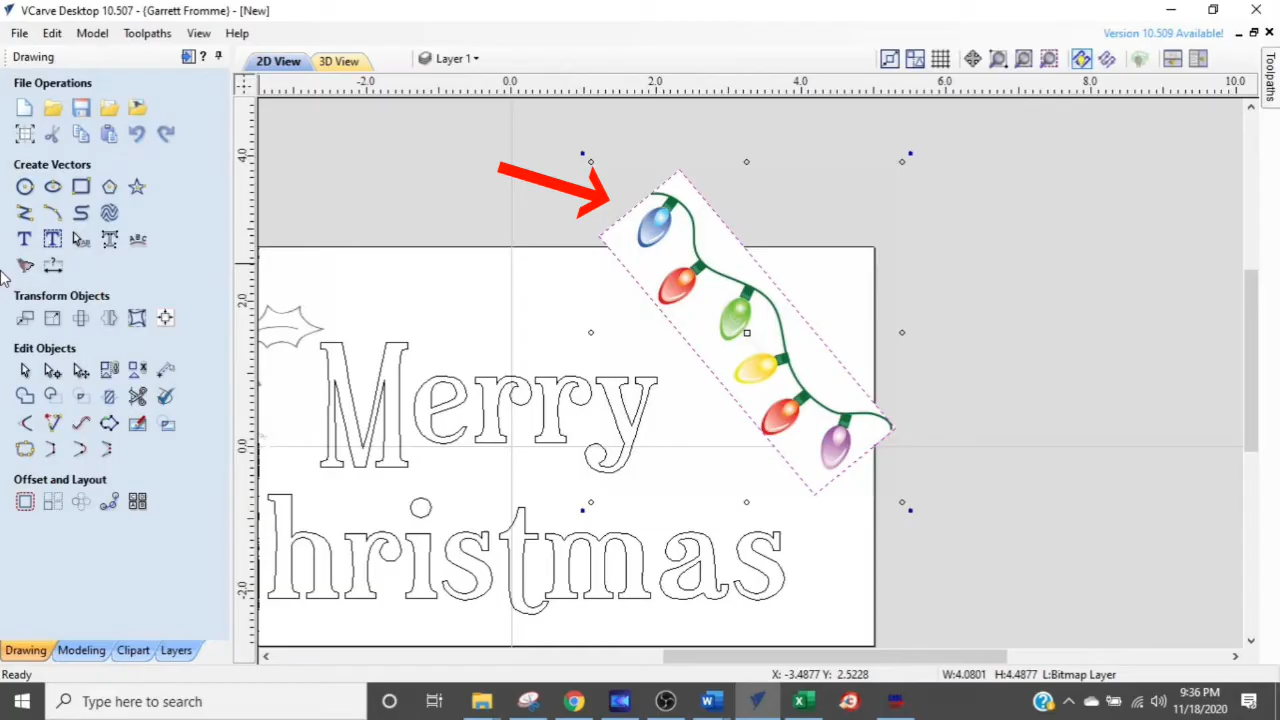 VCarve Desktop 10.507 - {Garrett Fromme} - [New]
File Edit Model Toolpaths View Help
Version 10.509 Available!
Drawing
2D View
3D View
Layer 1
Toolpaths
File Operations
-2.0 0.0 2.0 4.0 6.0 8.0 10.0
4.0
2.0
0.0
-2.0
Create Vectors
Transform Objects
Edit Objects
Offset and Layout
Merry
hristmas
Drawing Modeling Clipart Layers
Ready
X: -3.4877 Y: 2.5228
W:4.0801 H:4.4877 L:Bitmap Layer
Type here to search
9:36 PM
11/18/2020